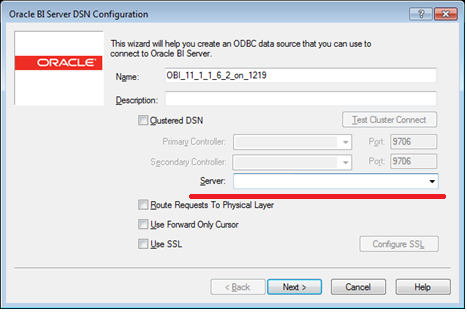 Oracle BI Server DSN Configuration
ORACLE
This wizard will help you create an ODBC data source that you can use to
connect to Oracle BI Server.
Name: OBI_11_1_1_6_2_on_1219
Description:
Clustered DSN Test Cluster Connect
Primary Controller: Port: 9706
Secondary Controller: Port: 9706
Server:
Route Requests To Physical Layer
Use Forward Only Cursor
Use SSL Configure SSL
< Back Next > Cancel Help